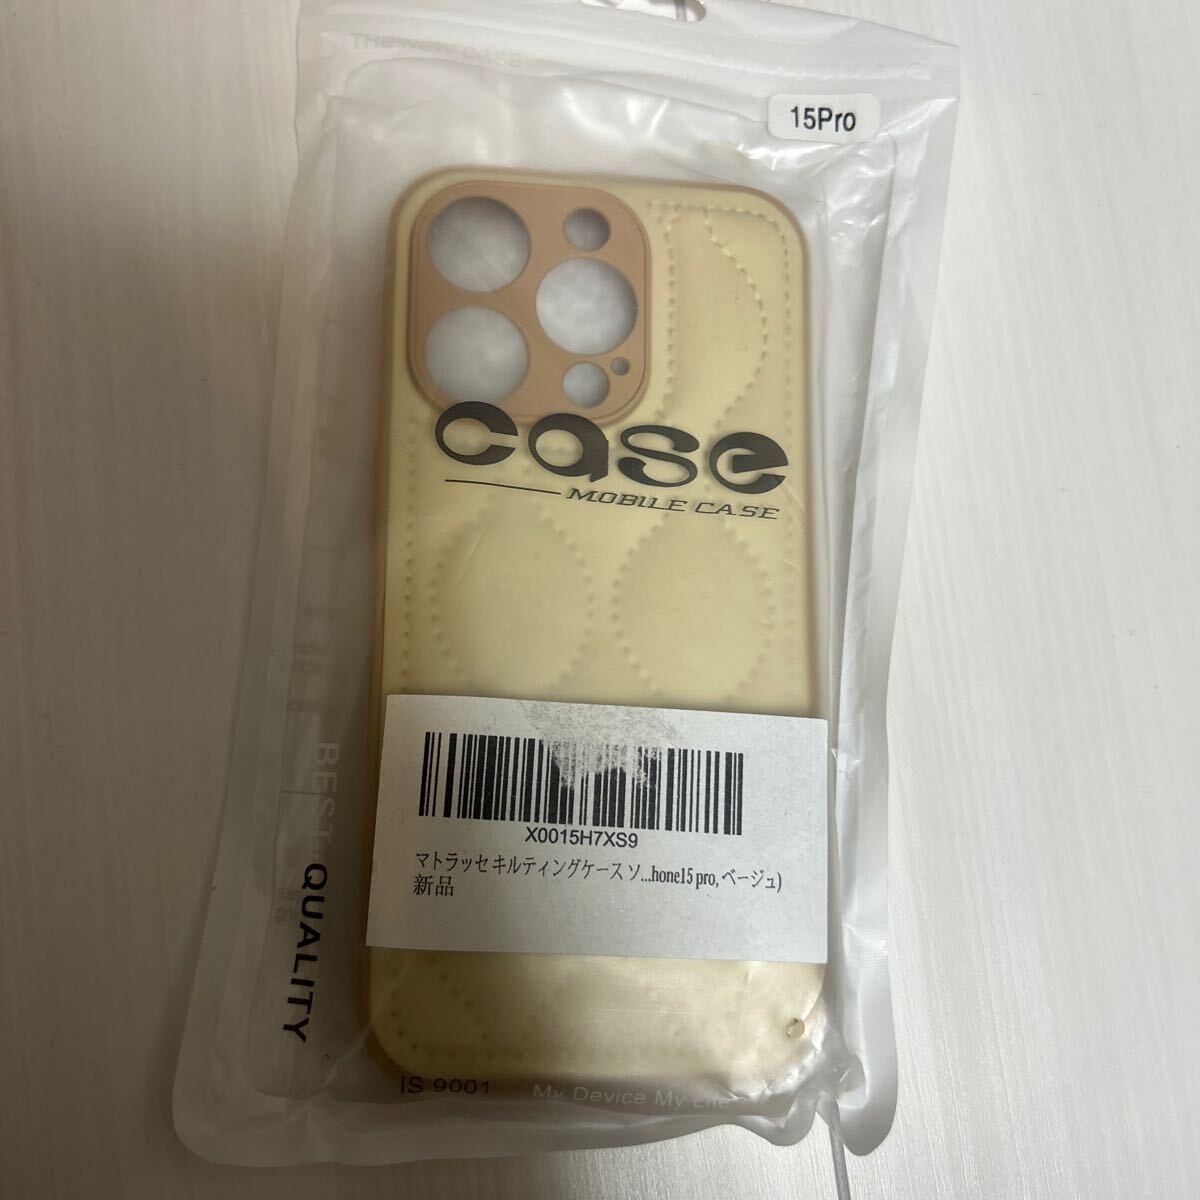 THE NEW CASE
15Pro
case
MOBILE CASE
X0015H7XS9
マトラッセ キルティングケース ソ...hone15 pro, ベージュ)
新品
BEST QUALITY
IS 9001
My Device My Life